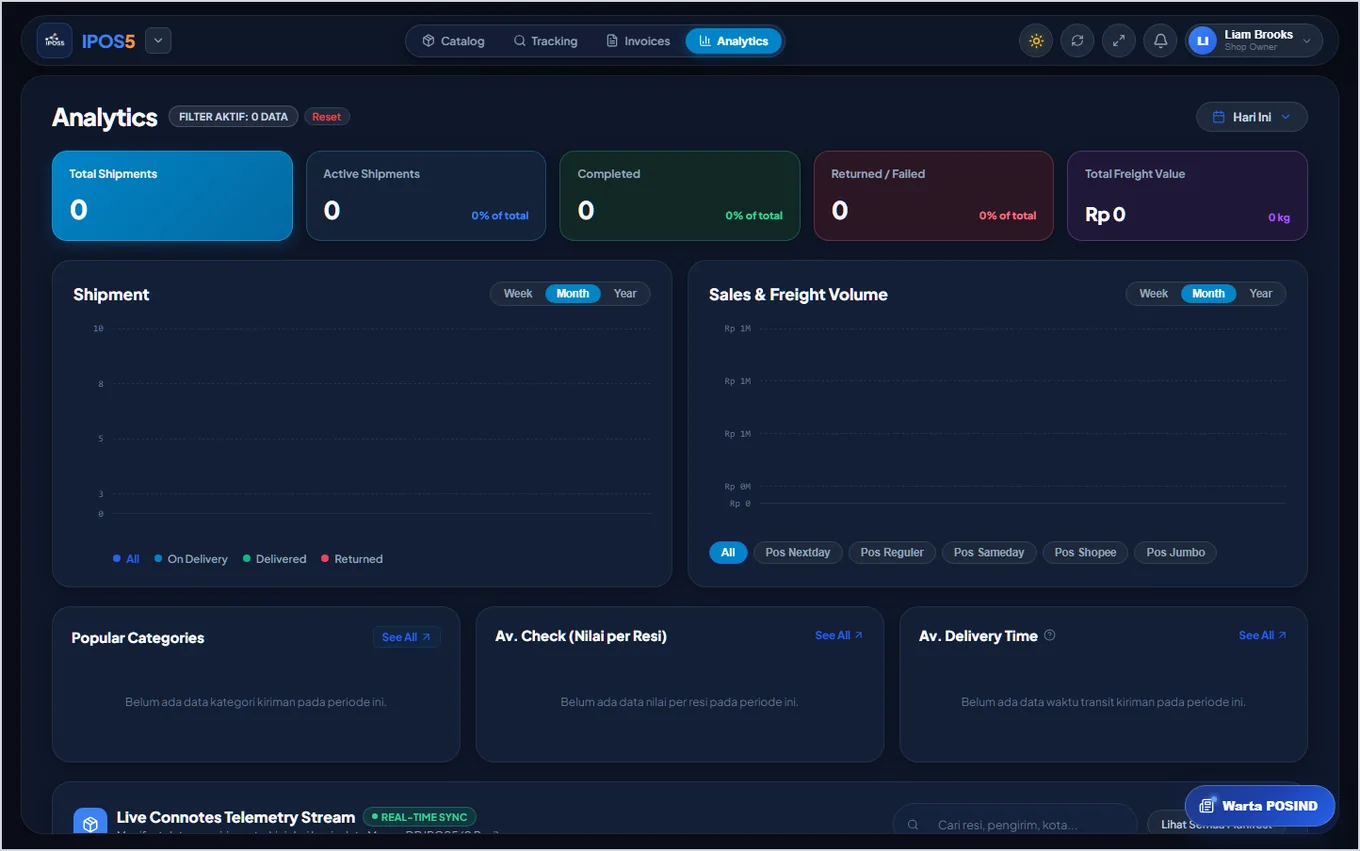 IPOS5
IPOS5
Catalog
Tracking
Invoices
Analytics
LI
Liam Brooks
Shop Owner
Analytics
FILTER AKTIF: 0 DATA
Reset
Hari Ini
Total Shipments
0
Active Shipments
0
0% of total
Completed
0
0% of total
Returned / Failed
0
0% of total
Total Freight Value
Rp 0
0 kg
Shipment
Week
Month
Year
10
8
5
3
0
All
On Delivery
Delivered
Returned
Sales & Freight Volume
Week
Month
Year
Rp 1M
Rp 1M
Rp 1M
Rp 0M
Rp 0
All
Pos Nextday
Pos Reguler
Pos Sameday
Pos Shopee
Pos Jumbo
Popular Categories
See All
Belum ada data kategori kiriman pada periode ini.
Av. Check (Nilai per Resi)
See All
Belum ada data nilai per resi pada periode ini.
Av. Delivery Time
See All
Belum ada data waktu transit kiriman pada periode ini.
Live Connotes Telemetry Stream
REAL-TIME SYNC
Cari resi, pengirim, kota...
Lihat Semua Manifest
Warta POSIND